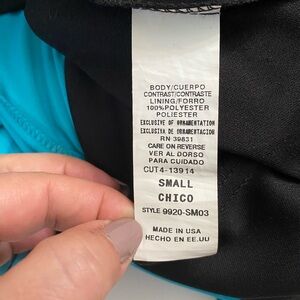 BODY/CUERPO
CONTRAST/CONTRASTE
LINING/FORRO
100%POLYESTER
POLIESTER
EXCLUSIVE OF ORNAMENTATION
EXCLUSIVA DE ORNAMENTACION
RN 39831
CARE ON REVERSE
VER AL DORSO
PARA CUIDADO
CUT4-13914
SMALL
CHICO
STYLE 9920-SM03
MADE IN USA
HECHO EN EE.UU